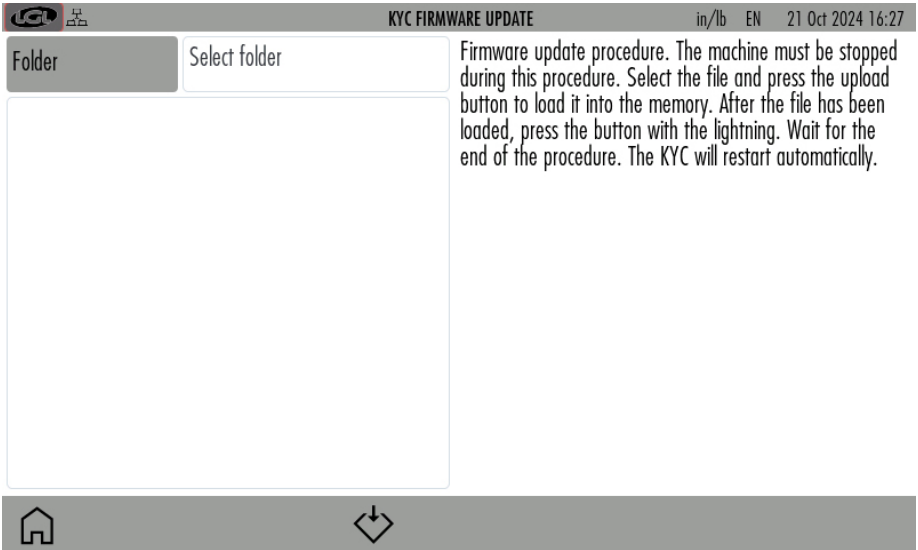 LGL KYC FIRMWARE UPDATE in/lb EN 21 Oct 2024 16:27
Folder
Select folder
Firmware update procedure. The machine must be stopped
during this procedure. Select the file and press the upload
button to load it into the memory. After the file has been
loaded, press the button with the lightning. Wait for the
end of the procedure. The KYC will restart automatically.